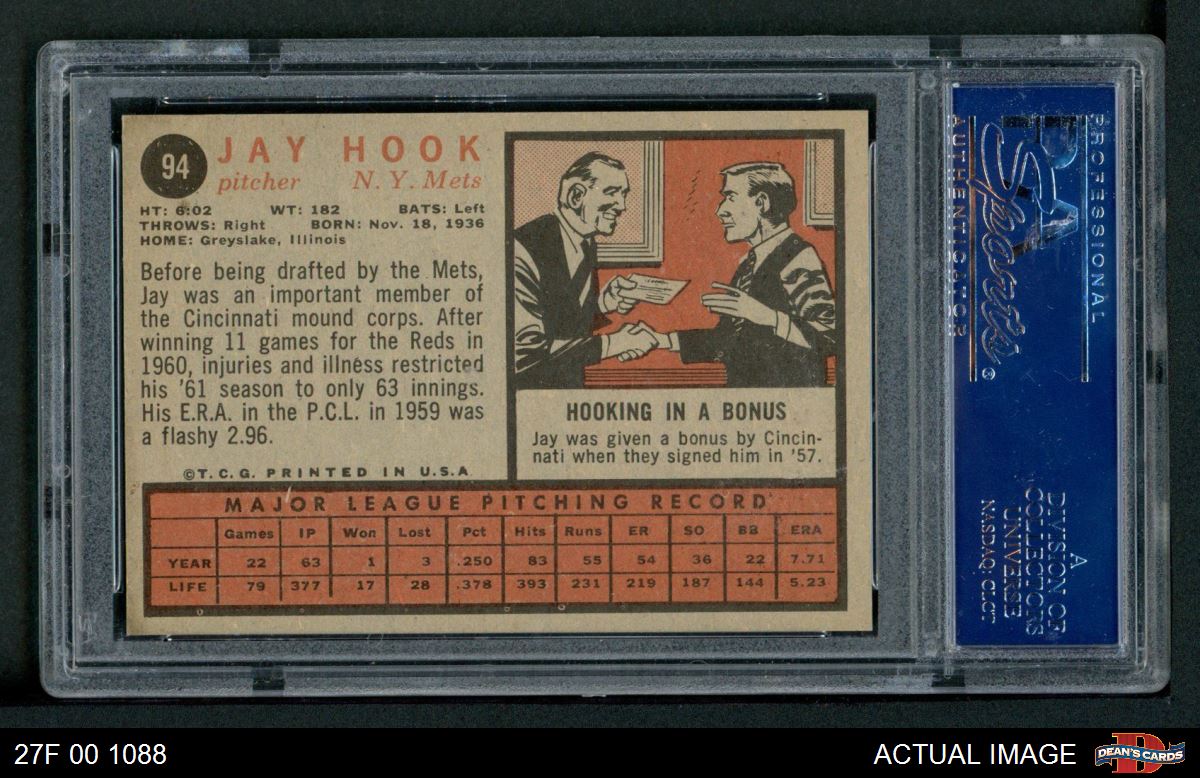 94
JAY HOOK
pitcher N. Y. Mets
HT: 6:02 WT: 182 BATS: Left
THROWS: Right BORN: Nov. 18, 1936
HOME: Greyslake, Illinois
Before being drafted by the Mets,
Jay was an important member of
the Cincinnati mound corps. After
winning 11 games for the Reds in
1960, injuries and illness restricted
his '61 season to only 63 innings.
His E.R.A. in the P.C.L. in 1959 was
a flashy 2.96.
©T. C. G. PRINTED IN U.S.A
HOOKING IN A BONUS
Jay was given a bonus by Cincin-
nati when they signed him in '57.
MAJOR LEAGUE PITCHING RECORD
Games IP Won Lost Pct Hits Runs ER SO BB ERA
YEAR 22 63 1 3 .250 83 55 54 36 22 7.71
LIFE 79 377 17 28 .378 393 231 219 187 144 5.23
PROFESSIONAL
PSA
Sports
®
AUTHENTICATOR
A
DIVISION OF
COLLECTORS
UNIVERSE
NASDAQ: CLCT
27F 00 1088
ACTUAL IMAGE
D
DEAN'S CARDS